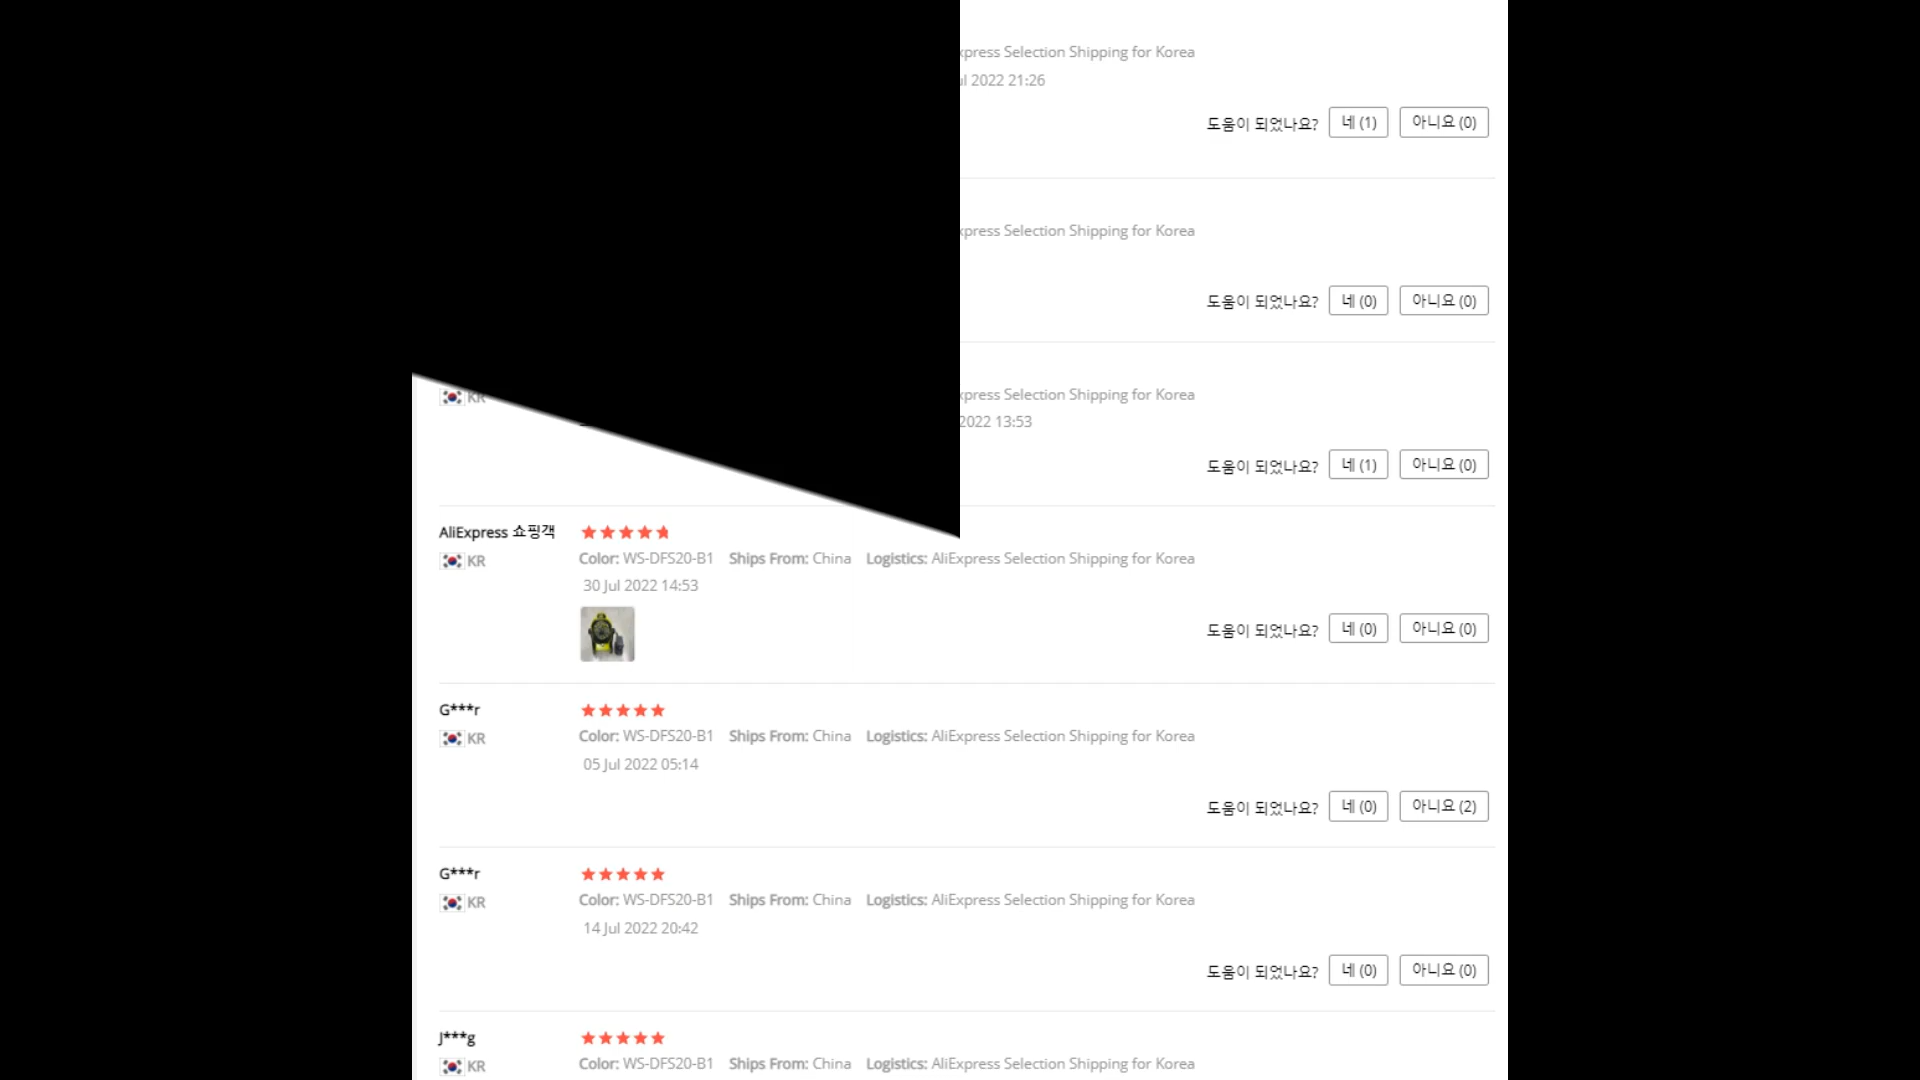 Selection Shipping for Korea
2022 21:26
도움이 되었나요? 네 (1) 아니요 (0)
Selection Shipping for Korea
도움이 되었나요? 네 (0) 아니요 (0)
Selection Shipping for Korea
2022 13:53
도움이 되었나요? 네 (1) 아니요 (0)
AliExpress 쇼핑객
KR Color: WS-DFS20-B1 Ships From: China Logistics: AliExpress Selection Shipping for Korea
30 Jul 2022 14:53
도움이 되었나요? 네 (0) 아니요 (0)
G***r
KR Color: WS-DFS20-B1 Ships From: China Logistics: AliExpress Selection Shipping for Korea
05 Jul 2022 05:14
도움이 되었나요? 네 (0) 아니요 (2)
G***r
KR Color: WS-DFS20-B1 Ships From: China Logistics: AliExpress Selection Shipping for Korea
14 Jul 2022 20:42
도움이 되었나요? 네 (0) 아니요 (0)
J***g
KR Color: WS-DFS20-B1 Ships From: China Logistics: AliExpress Selection Shipping for Korea